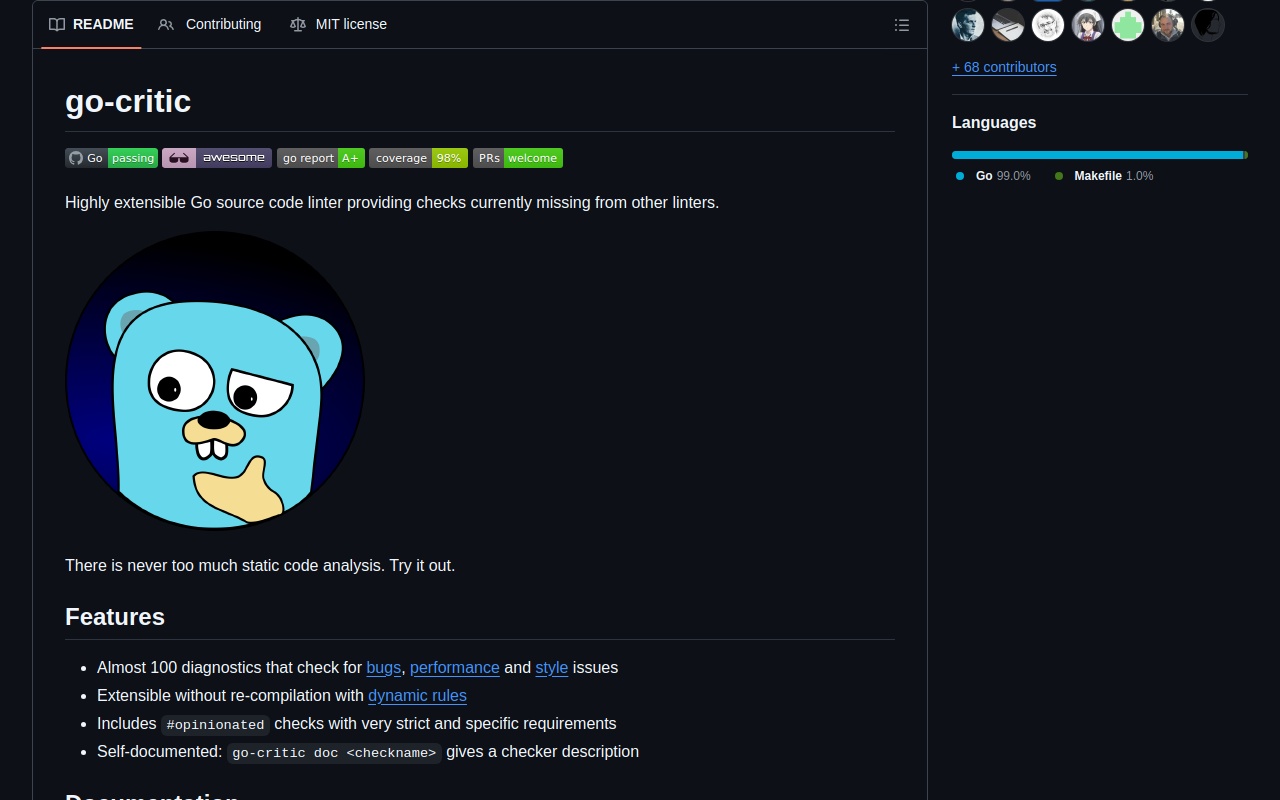 README
Contributing
MIT license
go-critic
Go passing
awesome
go report A+
coverage 98%
PRs welcome
Highly extensible Go source code linter providing checks currently missing from other linters.
There is never too much static code analysis. Try it out.
Features
Almost 100 diagnostics that check for bugs, performance and style issues
Extensible without re-compilation with dynamic rules
Includes #opinionated checks with very strict and specific requirements
Self-documented: go-critic doc <checkname> gives a checker description
Documentation
+ 68 contributors
Languages
Go 99.0%
Makefile 1.0%